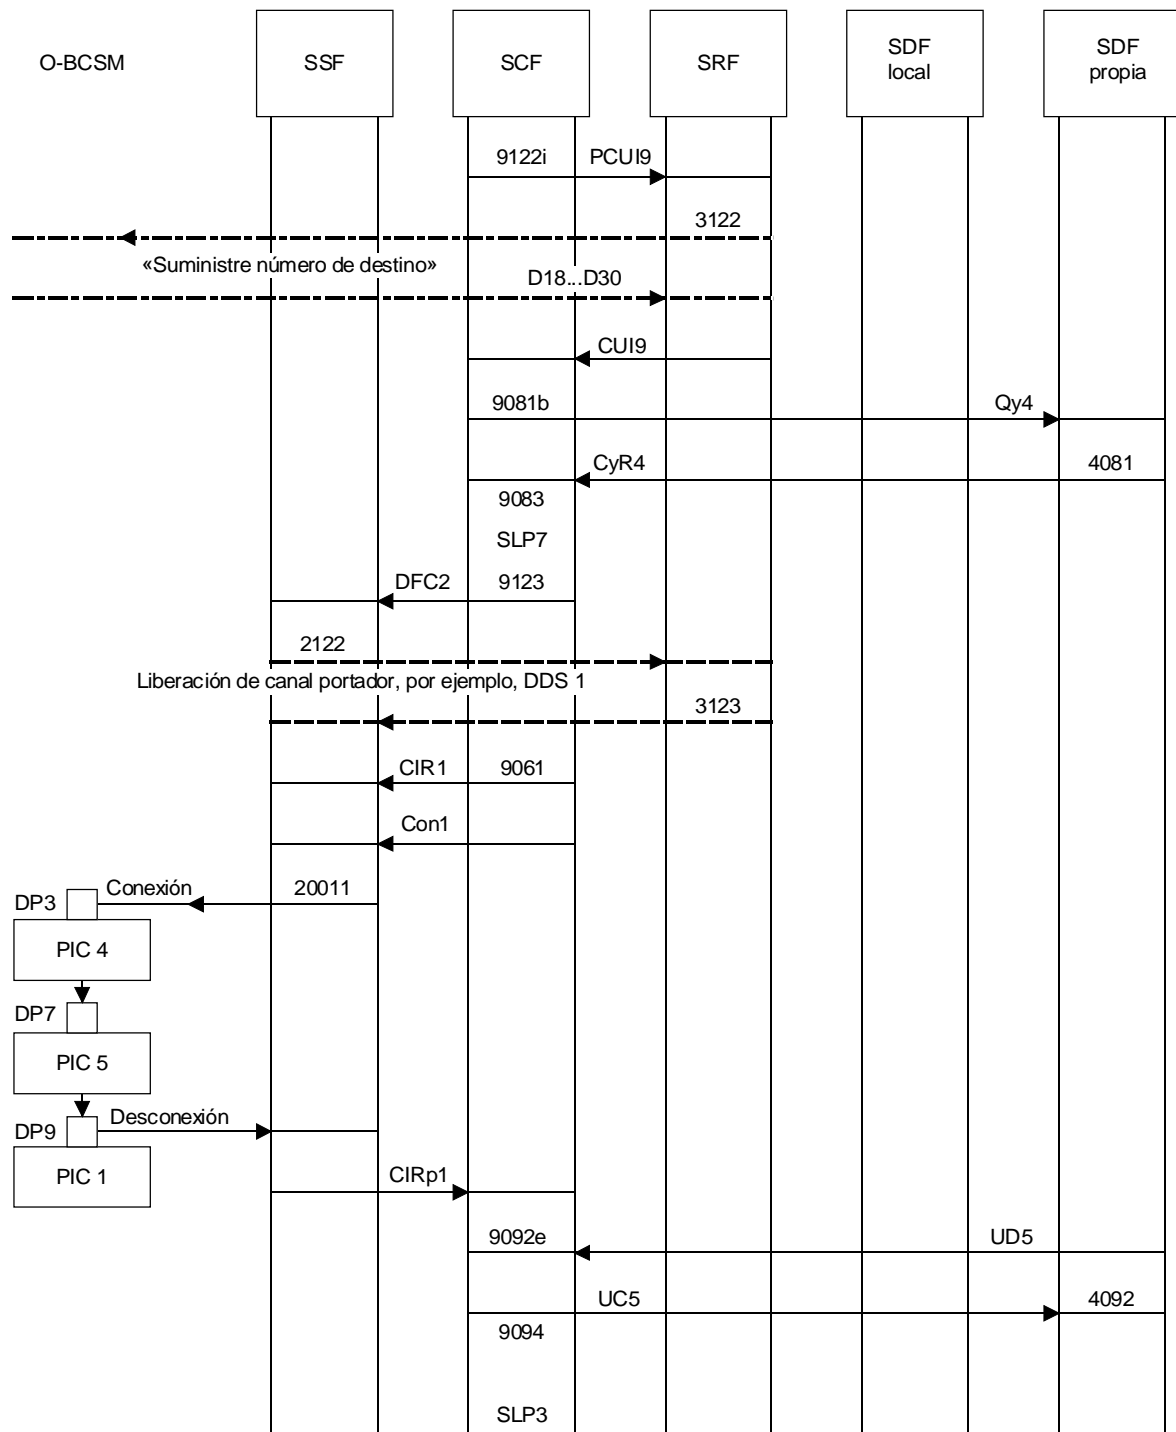 O-BCSM
SSF
SCF
SRF
SDF
local
SDF
propia
9122i
PCUI9
3122
«Suministre número de destino»
D18...D30
CUI9
9081b
Qy4
CyR4
4081
9083
SLP7
DFC2
9123
2122
Liberación de canal portador, por ejemplo, DDS 1
3123
CIR1
9061
Con1
DP3
Conexión
20011
PIC 4
DP7
PIC 5
DP9
Desconexión
PIC 1
CIRp1
9092e
UD5
UC5
4092
9094
SLP3